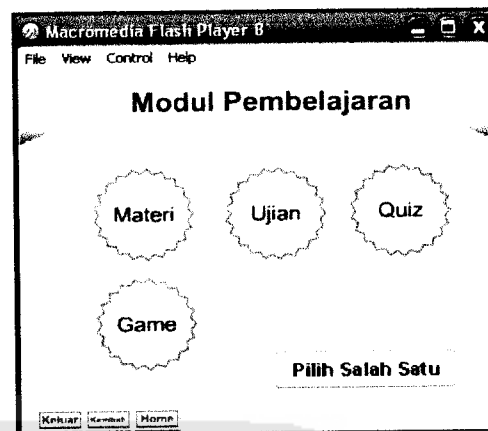 Macromedia Flash Player 8
File View Control Help
Modul Pembelajaran
Materi Ujian Quiz
Game
Pilih Salah Satu
Keluar Kembali Home